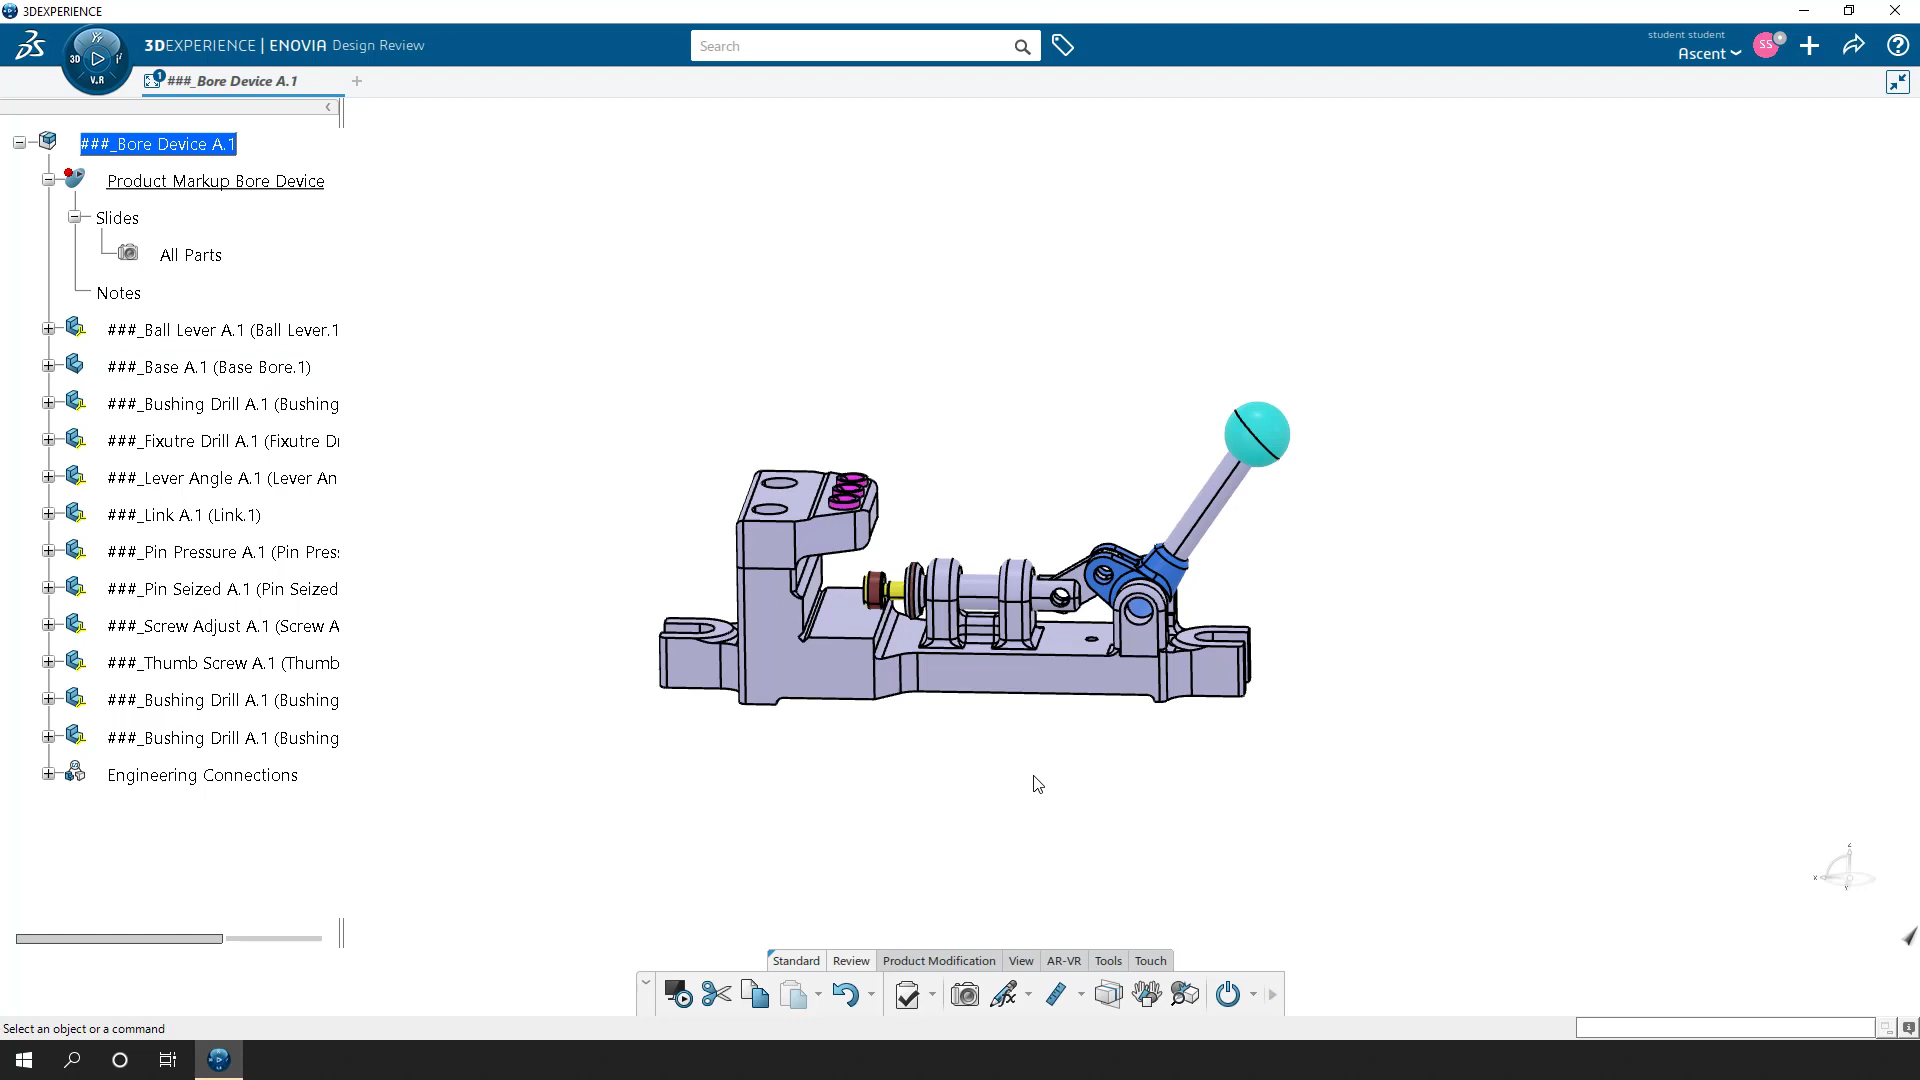 3DEXPERIENCE
3DEXPERIENCE | ENOVIA Design Review
Search
student student
Ascent
SS
3D
V.R
1
###_Bore Device A.1
###_Bore Device A.1
Product Markup Bore Device
Slides
All Parts
Notes
###_Ball Lever A.1 (Ball Lever.1
###_Base A.1 (Base Bore.1)
###_Bushing Drill A.1 (Bushing
###_Fixutre Drill A.1 (Fixutre Dr
###_Lever Angle A.1 (Lever An
###_Link A.1 (Link.1)
###_Pin Pressure A.1 (Pin Press
###_Pin Seized A.1 (Pin Seized
###_Screw Adjust A.1 (Screw A
###_Thumb Screw A.1 (Thumb
###_Bushing Drill A.1 (Bushing
###_Bushing Drill A.1 (Bushing
Engineering Connections
z
x
y
Standard Review Product Modification View AR-VR Tools Touch
Select an object or a command